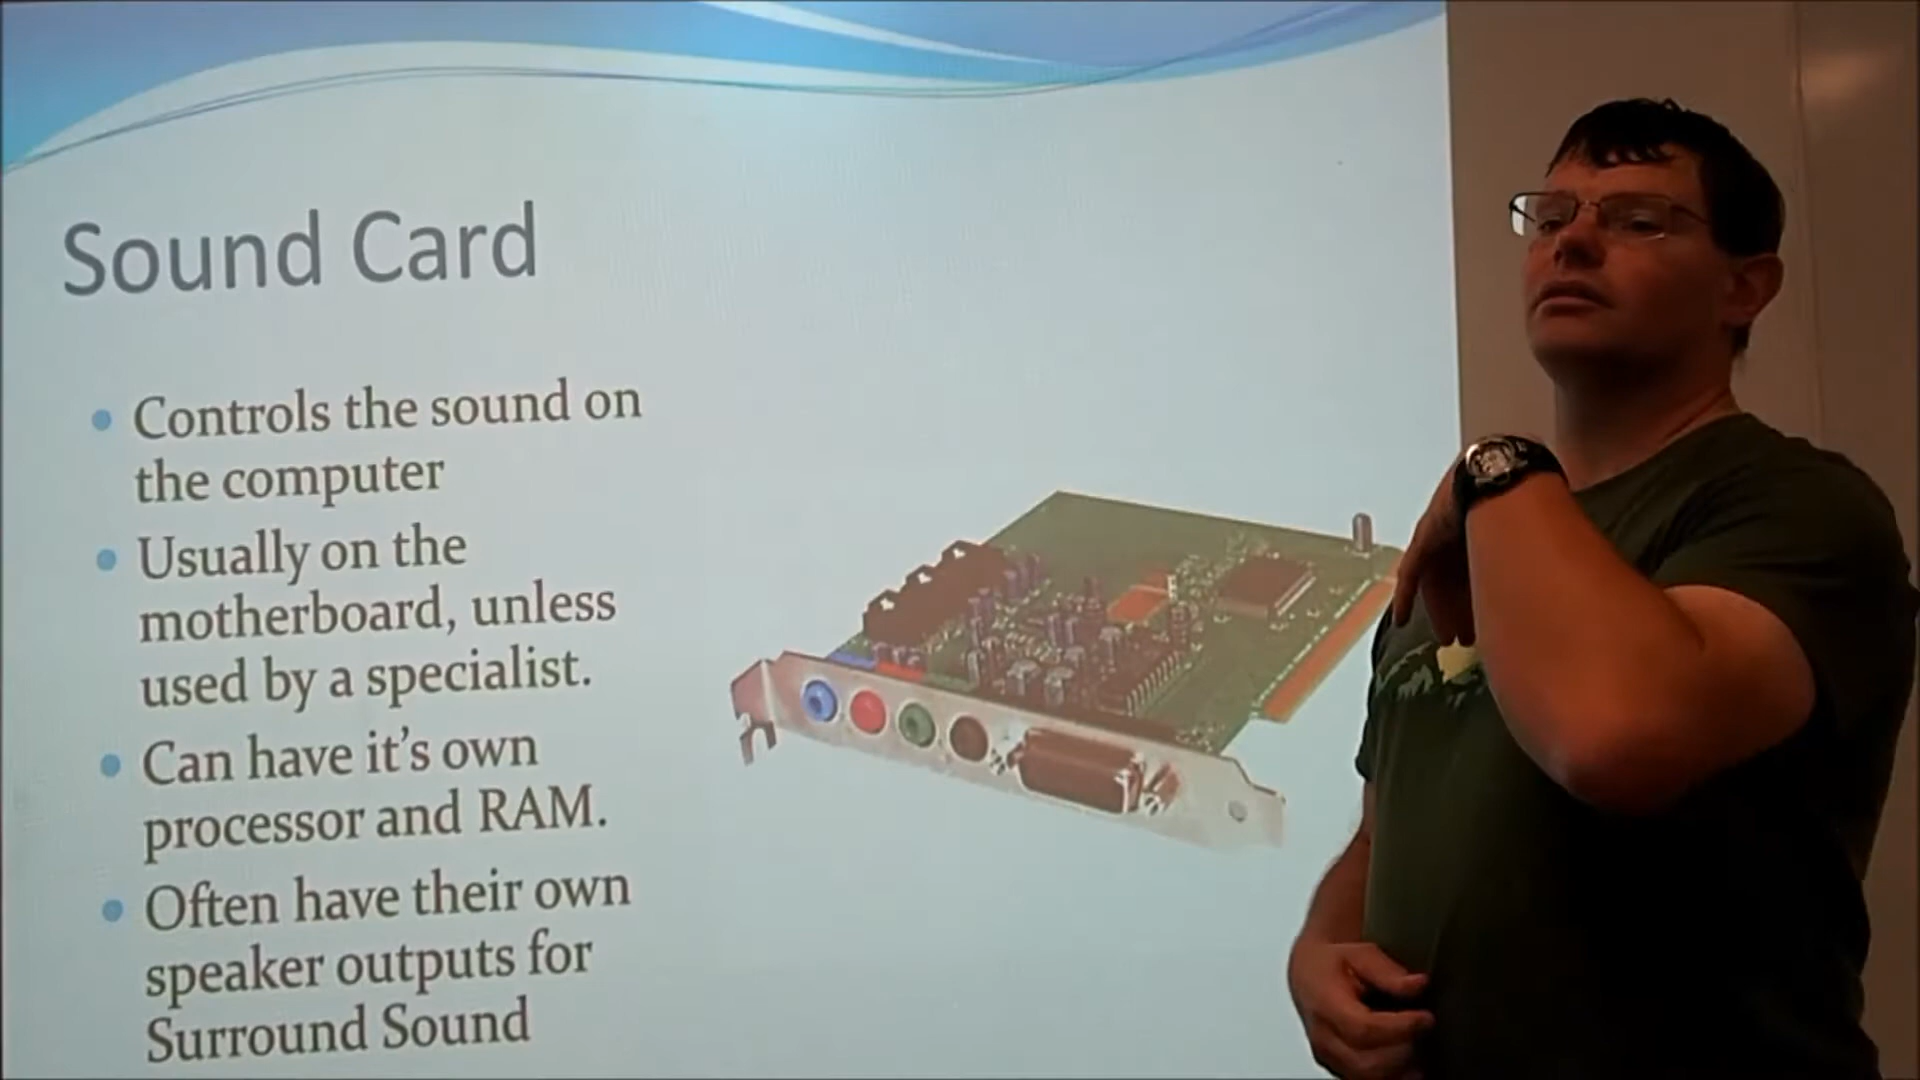 Sound Card
Controls the sound on
the computer
Usually on the
motherboard, unless
used by a specialist.
Can have it's own
processor and RAM.
Often have their own
speaker outputs for
Surround Sound